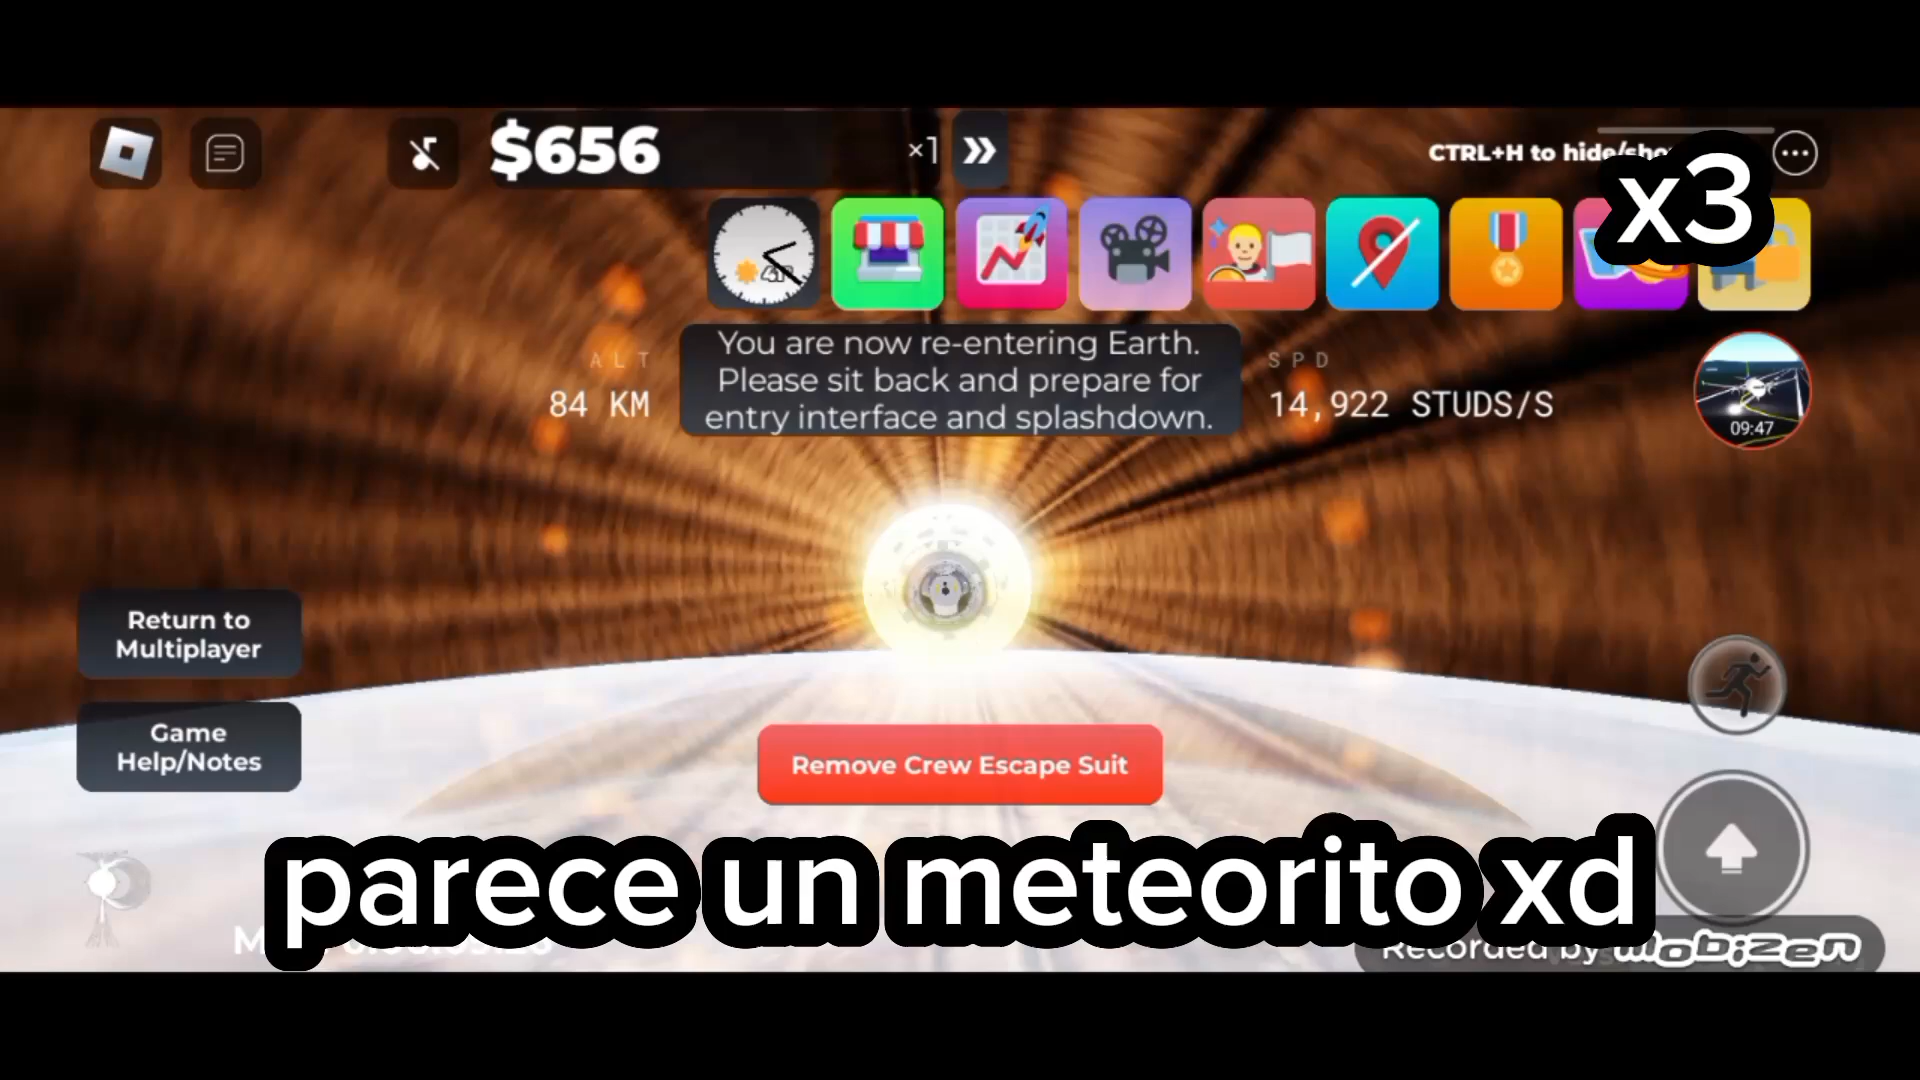 $656
×1
CTRL+H to hide/sho
x3
You are now re-entering Earth.
Please sit back and prepare for
entry interface and splashdown.
ALT
84 KM
SPD
14,922 STUDS/S
09:47
Return to
Multiplayer
Game
Help/Notes
Remove Crew Escape Suit
parece un meteorito xd
Recorded by mobizen